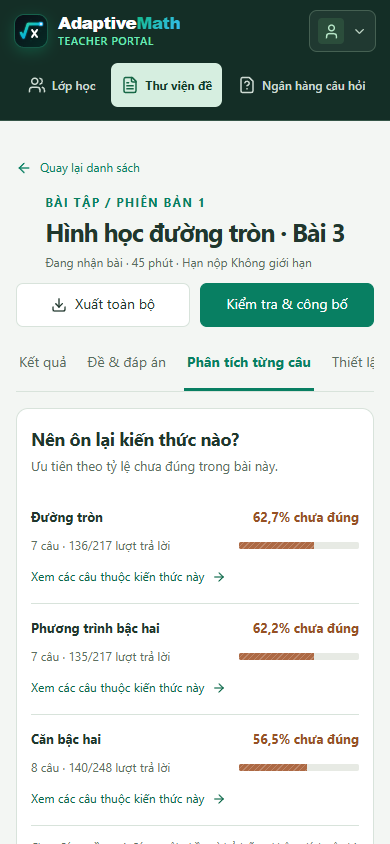 AdaptiveMath
TEACHER PORTAL
Lớp học
Thư viện đề
Ngân hàng câu hỏi
Quay lại danh sách
BÀI TẬP / PHIÊN BẢN 1
Hình học đường tròn · Bài 3
Đang nhận bài · 45 phút · Hạn nộp Không giới hạn
Xuất toàn bộ
Kiểm tra & công bố
Kết quả
Đề & đáp án
Phân tích từng câu
Thiết
Nên ôn lại kiến thức nào?
Ưu tiên theo tỷ lệ chưa đúng trong bài này.
Đường tròn
62,7% chưa đúng
7 câu · 136/217 lượt trả lời
Xem các câu thuộc kiến thức này
Phương trình bậc hai
62,2% chưa đúng
7 câu · 135/217 lượt trả lời
Xem các câu thuộc kiến thức này
Căn bậc hai
56,5% chưa đúng
8 câu · 140/248 lượt trả lời
Xem các câu thuộc kiến thức này